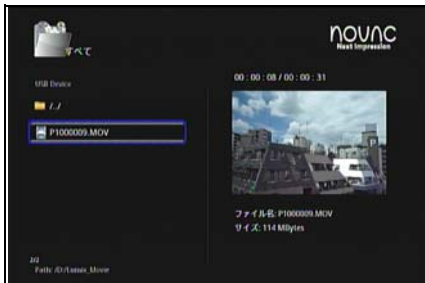 すべて
novac
Next Impression
USB Device
00 : 00 : 08 / 00 : 00 : 31
/../
P1000009.MOV
P
ファイル名: P1000009.MOV
サイズ: 114 MBytes
2/2
Path: /D:/Lumix_Movie